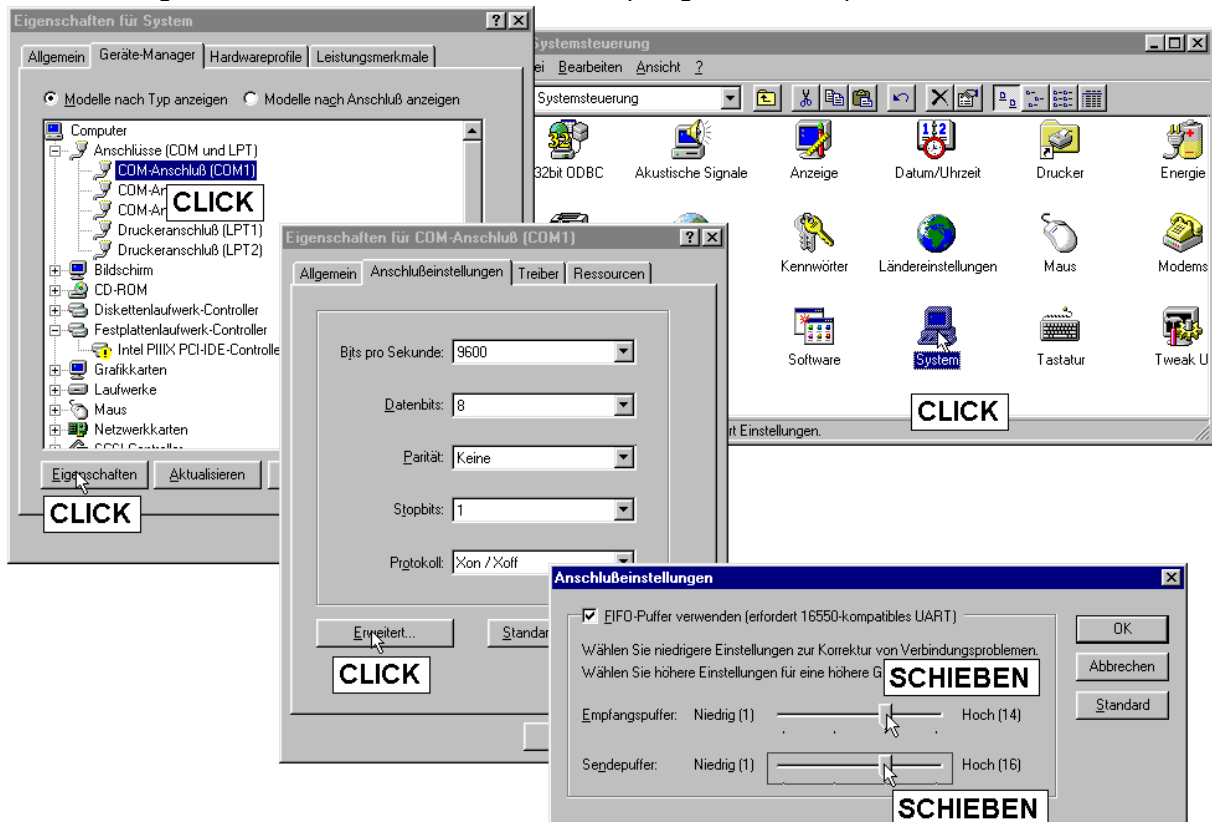 Eigenschaften für System
Allgemein Geräte-Manager Hardwareprofile Leistungsmerkmale
Modelle nach Typ anzeigen Modelle nach Anschluß anzeigen
Computer
Anschlüsse (COM und LPT)
COM-Anschluß (COM1)
COM-Ar
COM-Ar
CLICK
Druckeranschluß (LPT1)
Druckeranschluß (LPT2)
Bildschirm
CD-ROM
Diskettenlaufwerk-Controller
Festplattenlaufwerk-Controller
Intel PIIIX PCI-IDE-Controlle
Grafikkarten
Laufwerke
Maus
Netzwerkkarten
Eigenschaften Aktualisieren
CLICK
Systemsteuerung
ei Bearbeiten Ansicht ?
Systemsteuerung
32bit ODBC Akustische Signale Anzeige Datum/Uhrzeit Drucker Energie
Kennwörter Ländereinstellungen Maus Modems
Software System Tastatur Tweak U
CLICK
rt Einstellungen.
Eigenschaften für COM-Anschluß (COM1)
Allgemein Anschlußeinstellungen Treiber Ressourcen
Bits pro Sekunde: 9600
Datenbits: 8
Parität: Keine
Stopbits: 1
Protokoll: Xon / Xoff
Erweitert... Standar
CLICK
Anschlußeinstellungen
FIFO-Puffer verwenden (erfordert 16550-kompatibles UART)
Wählen Sie niedrigere Einstellungen zur Korrektur von Verbindungsproblemen.
Wählen Sie höhere Einstellungen für eine höhere G
SCHIEBEN
Empfangspuffer: Niedrig (1) Hoch (14)
Sendepuffer: Niedrig (1) Hoch (16)
SCHIEBEN
OK
Abbrechen
Standard